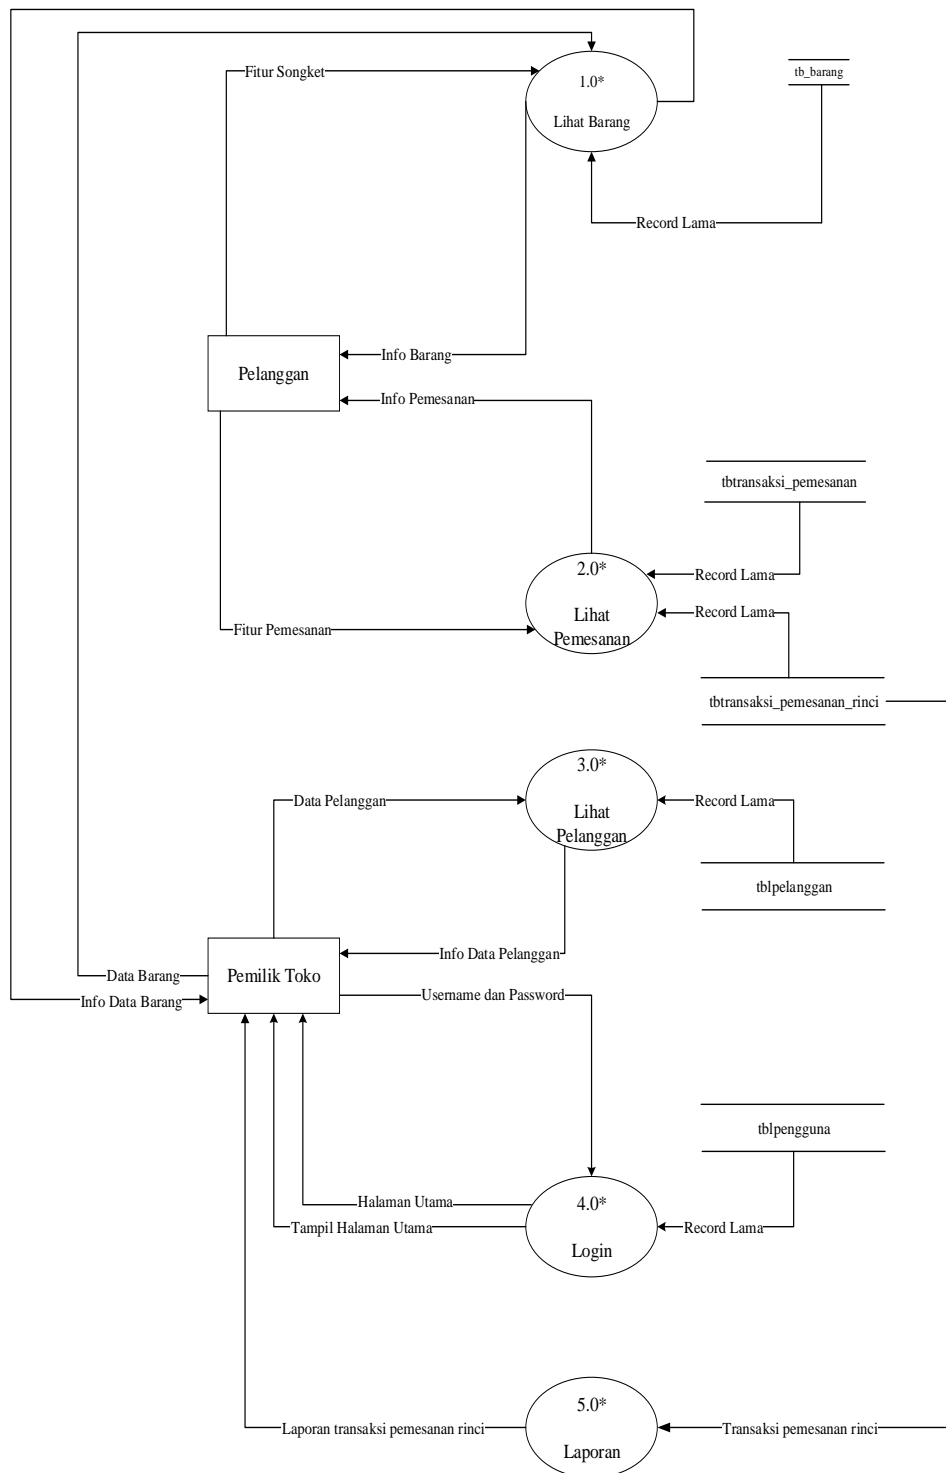 1.0*
tb_barang
Fitur Songket
Lihat Barang
Record Lama
Info Barang
Pelanggan
Info Pemesanan
tbtransaksi_pemesanan
2.0*
Record Lama
Record Lama
Lihat
Pemesanan
Fitur Pemesanan
tbtransaksi_pemesanan_rinci
3.0*
Data Pelanggan
Record Lama
Lihat
Pelanggan
tblpelanggan
Info Data Pelanggan
Data Barang
Pemilik Toko
Info Data Barang
Username dan Password
tblpengguna
Halaman Utama
4.0*
Tampil Halaman Utama
Record Lama
Login
5.0*
Laporan transaksi pemesanan rinci
Transaksi pemesanan rinci
Laporan